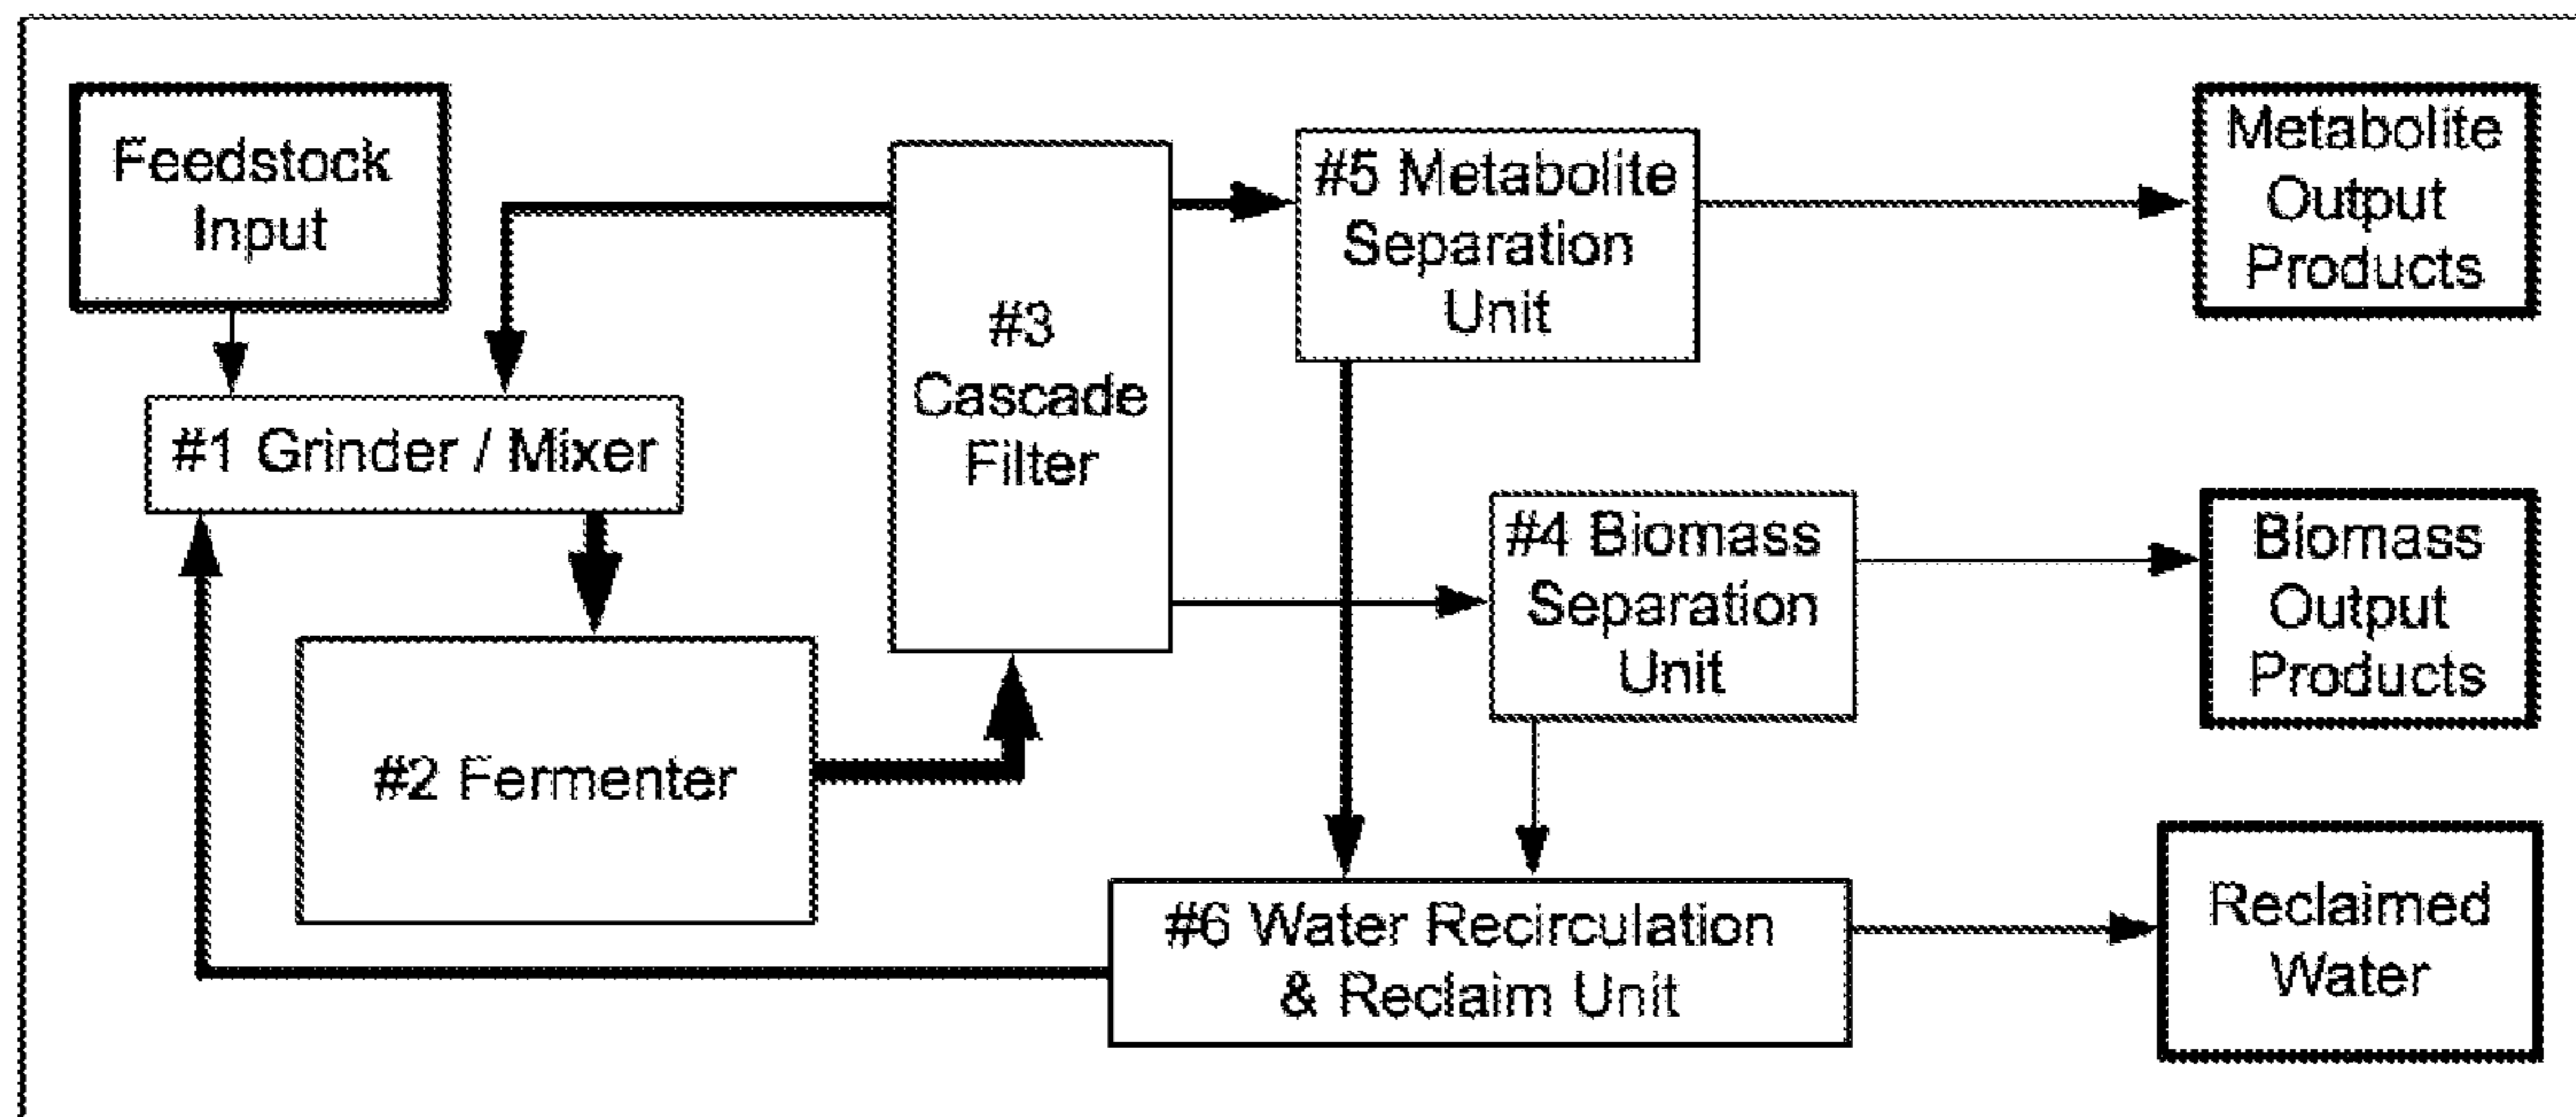 Feedstock
Input
#1 Grinder / Mixer
#2 Fermenter
#3
Cascade
Filter
#5 Metabolite
Separation
Unit
#4 Biomass
Separation
Unit
#6 Water Recirulation
& Reclaim Unit
Metabolite
Output
Products
Biomass
Output
Products
Reclaimed
Water